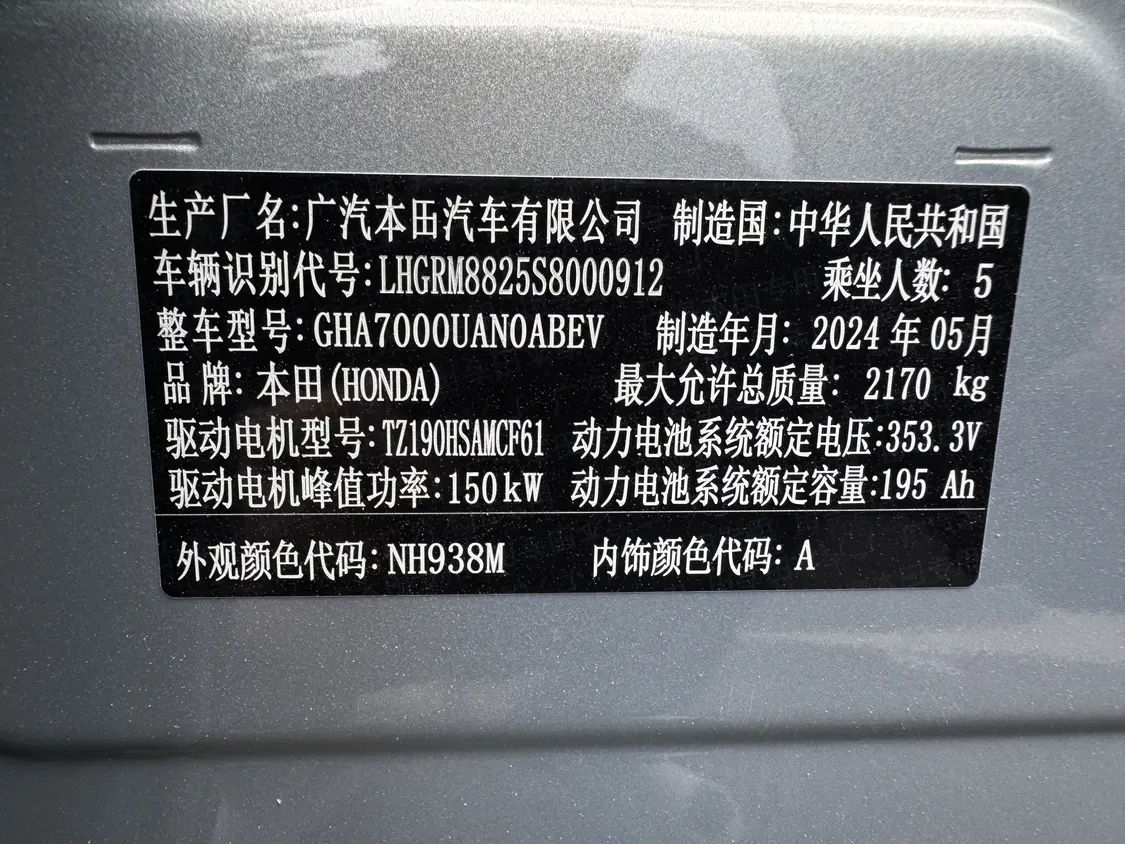 生产厂名:广汽本田汽车有限公司 制造国:中华人民共和国
车辆识别代号:LHGRM8825S8000912 乘坐人数: 5
整车型号:GHA7000UAN0ABEV 制造年月: 2024 年 05月
品 牌: 本田(HONDA) 最大允许总质量: 2170 kg
驱动电机型号:TZ190HSAMCF61 动力电池系统额定电压:353.3V
驱动电机峰值功率:150kW 动力电池系统额定容量:195 Ah
外观颜色代码: NH938M 内饰颜色代码: A